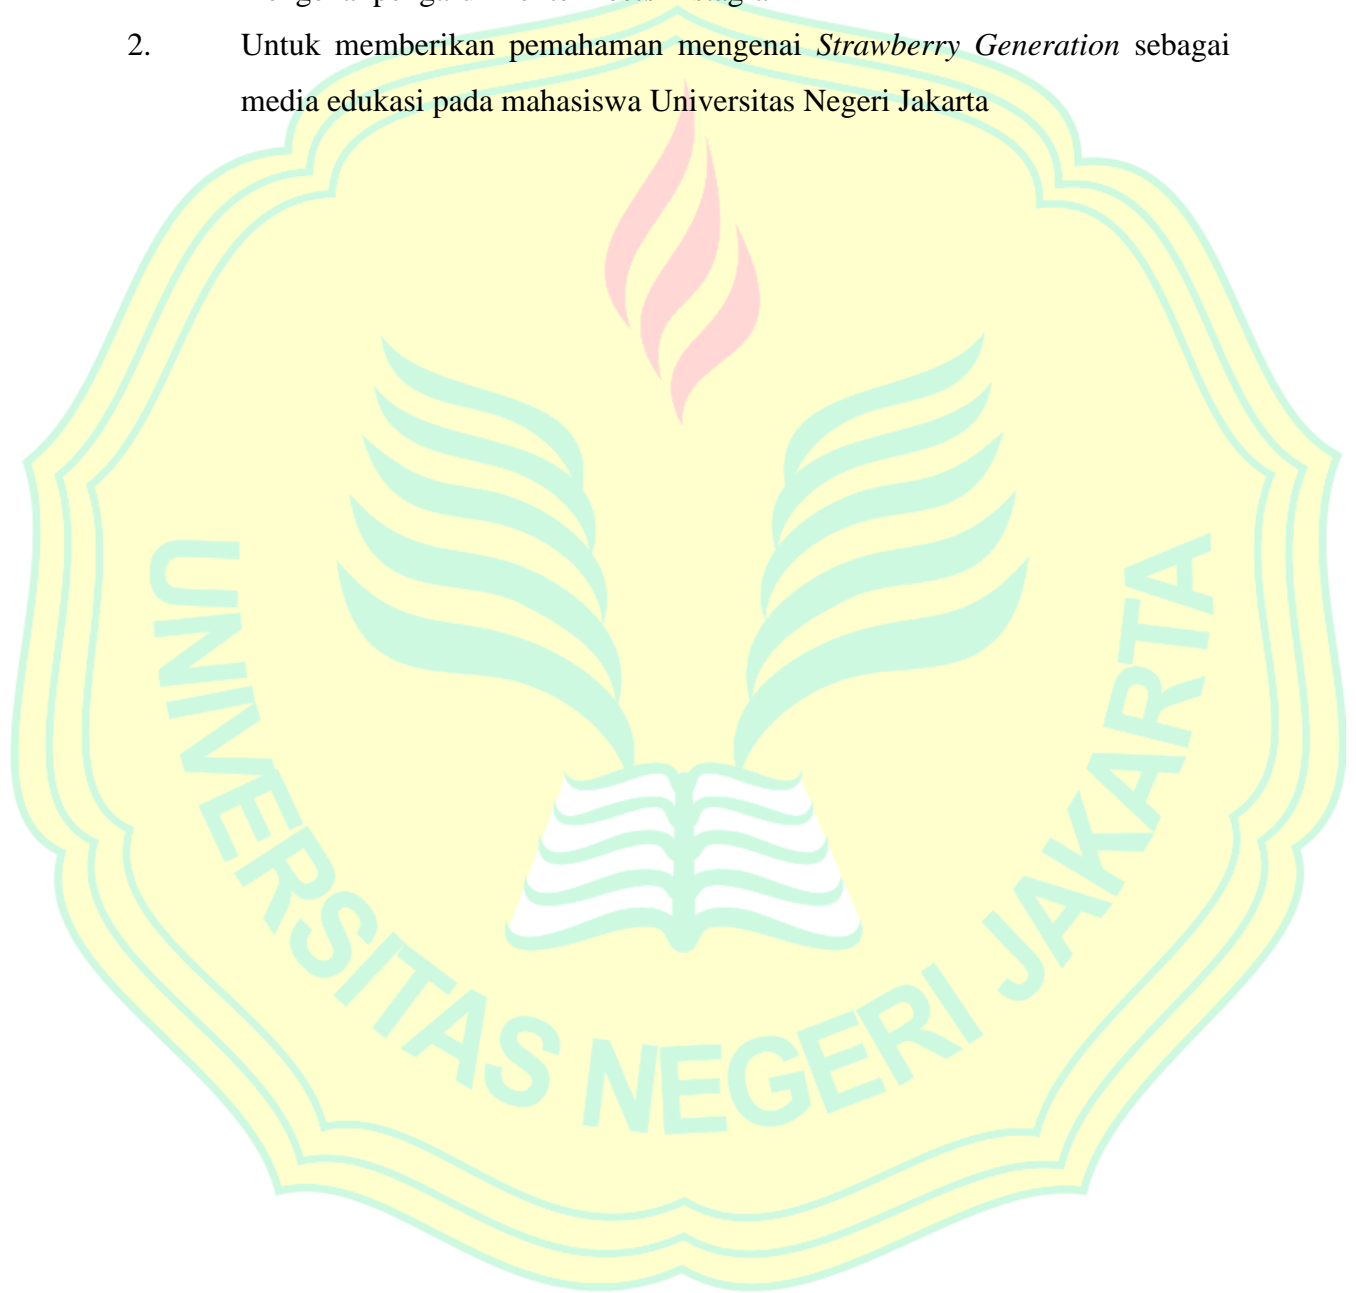 2. Untuk memberikan pemahaman mengenai Strawberry Generation sebagai
media edukasi pada mahasiswa Universitas Negeri Jakarta
UNIVERSITAS NEGERI JAKARTA